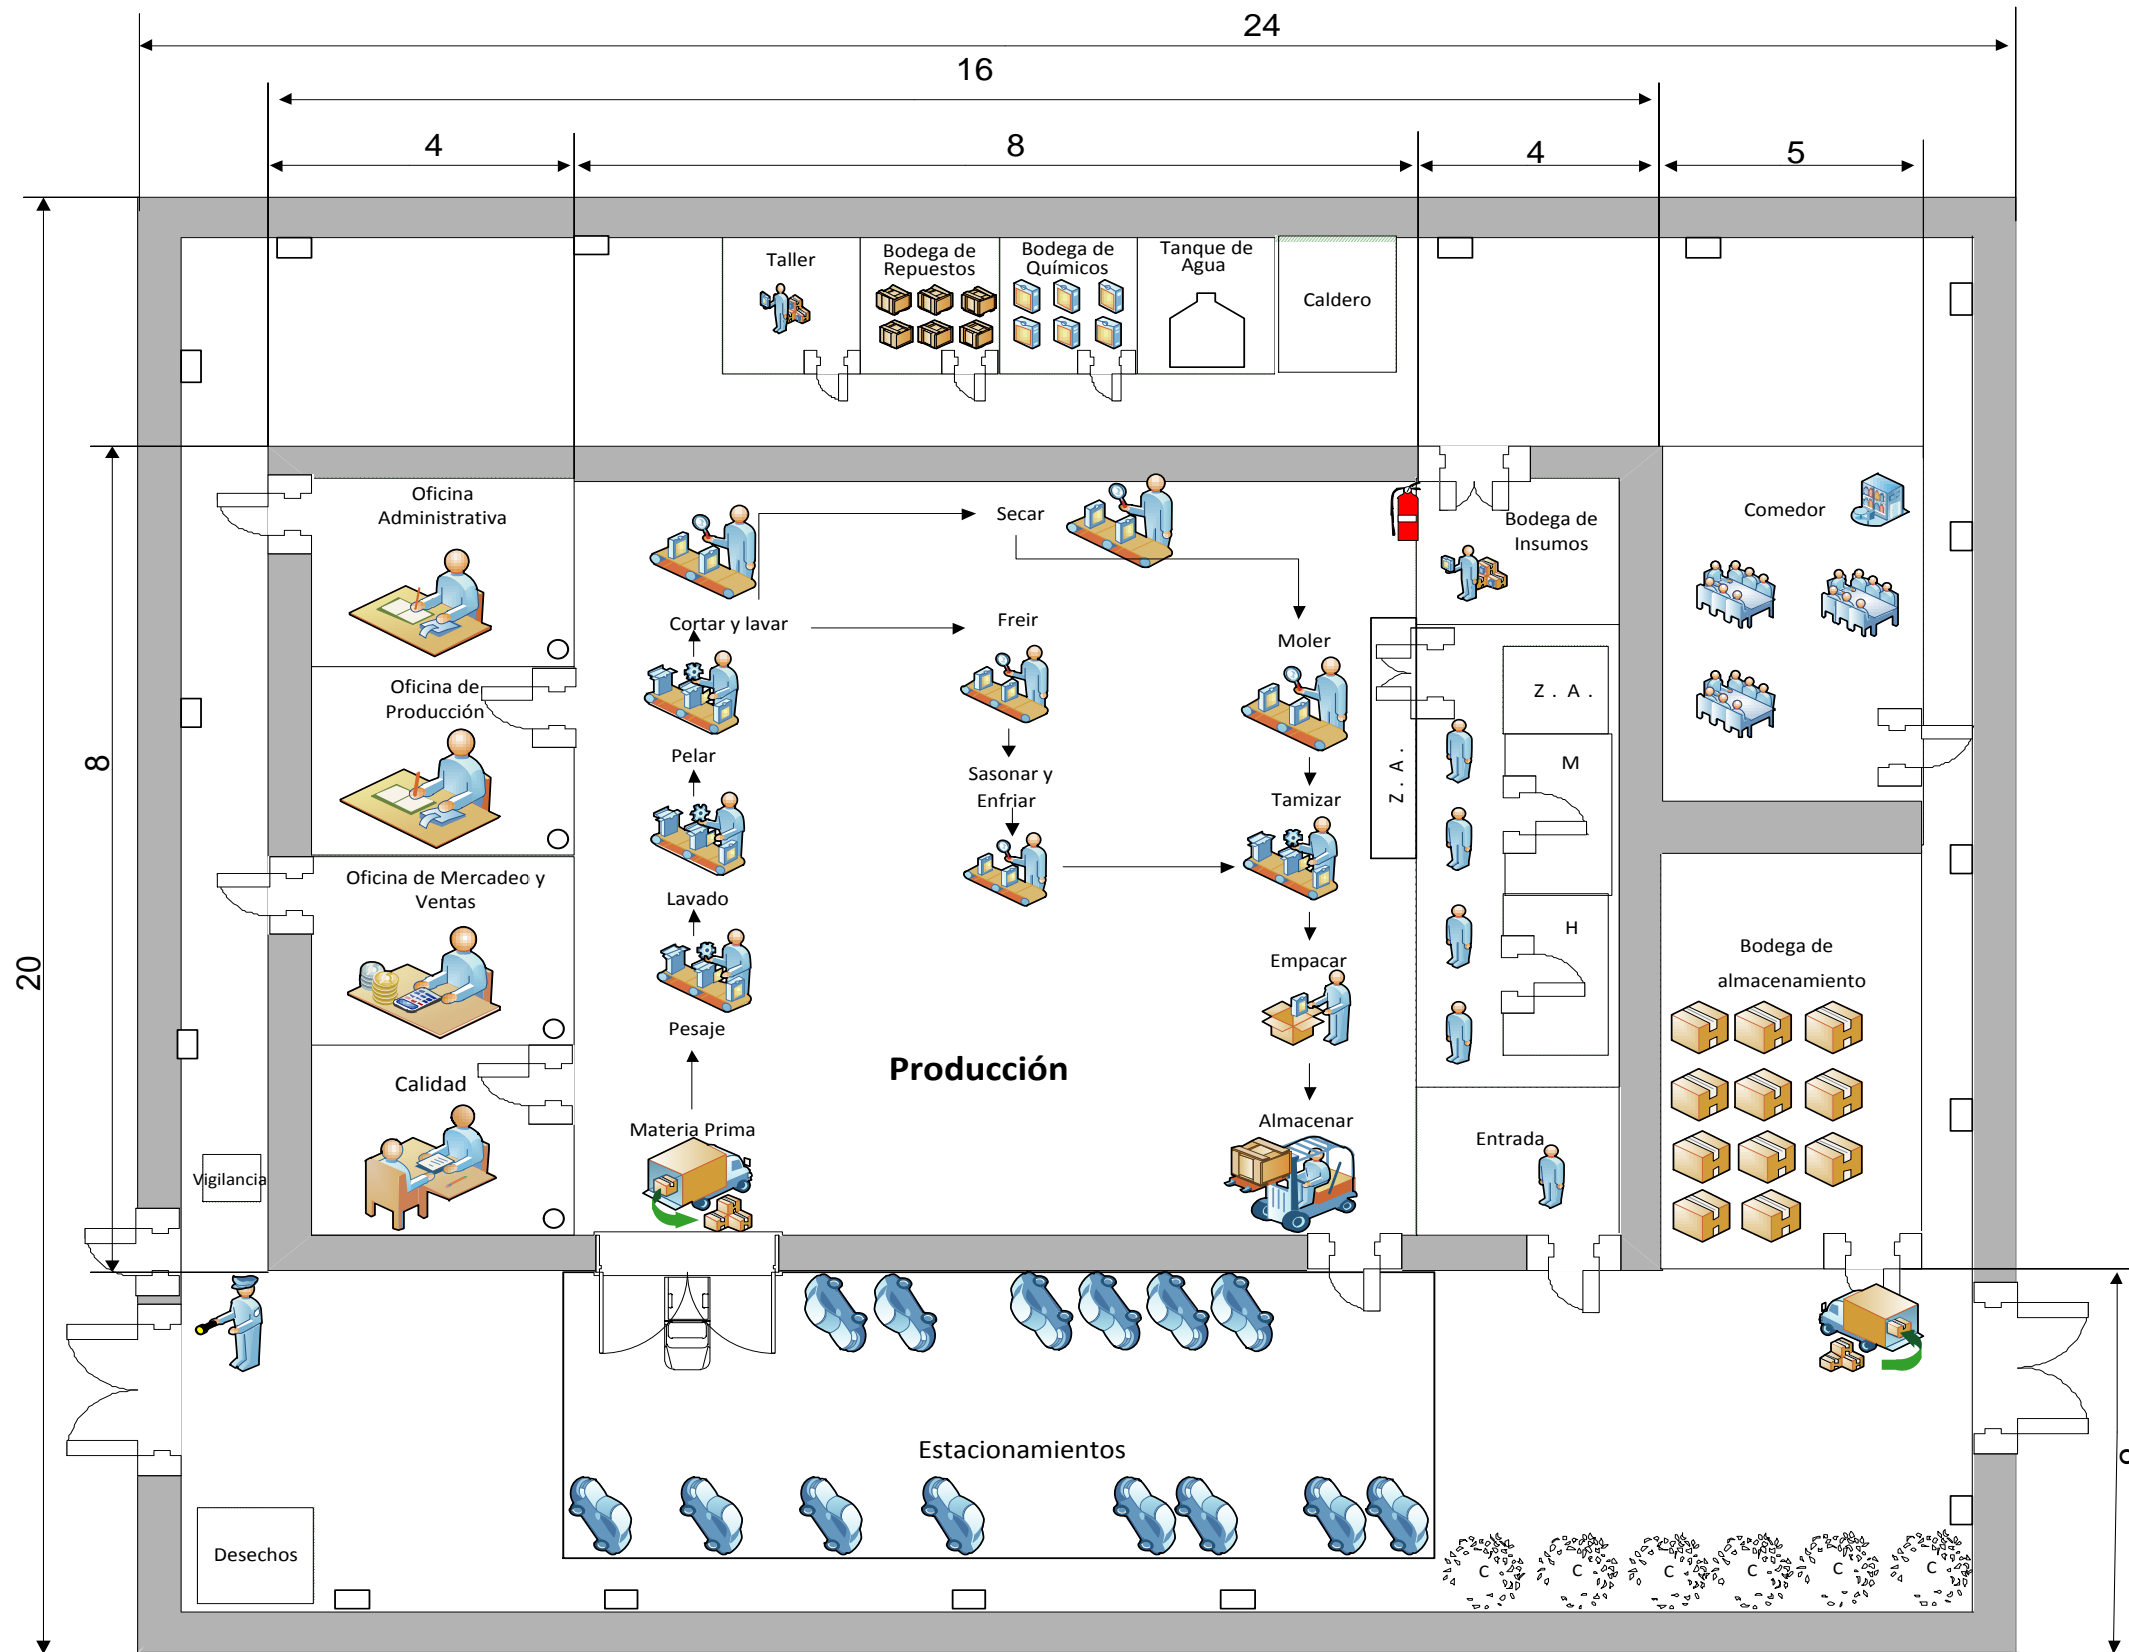 24
16
4
8
4
5
Taller
Bodega de
Repuestos
Bodega de
Químicos
Tanque de
Agua
Caldero
Oficina
Administrativa
Secar
Bodega de
Insumos
Comedor
Cortar y lavar
Freir
Moler
Oficina de
Producción
Z. A.
Pelar
Sasonar y
Enfriar
Tamizar
Z. A.
M
8
Oficina de Mercadeo y
Ventas
Lavado
H
20
Empacar
Bodega de
almacenamiento
Pesaje
Producción
Calidad
Materia Prima
Almacenar
Entrada
Vigilancia
Estacionamientos
Desechos
C
C
C
C
C
C